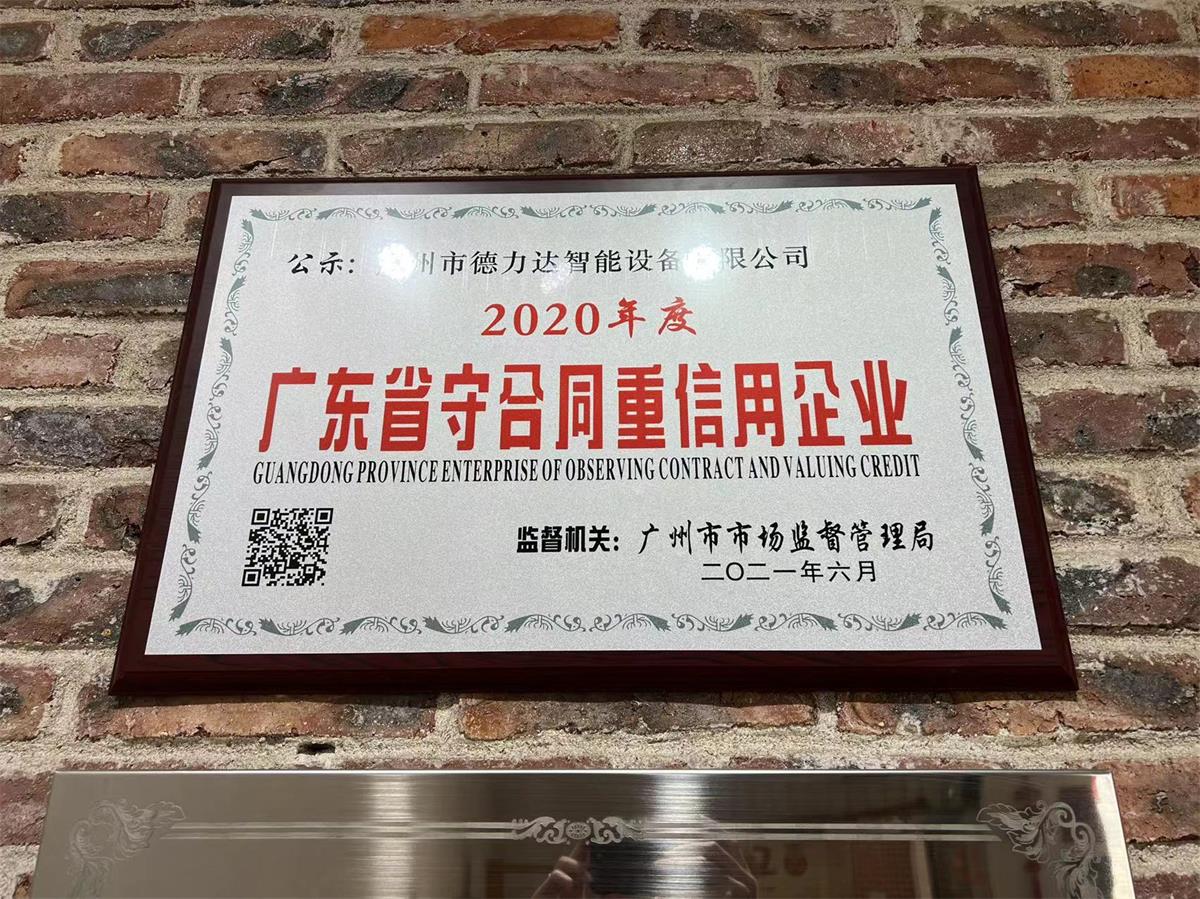 公示：广州市德力达智能设备有限公司
2020年度
广东省守合同重信用企业
GUANGDONG PROVINCE ENTERPRISE OF OBSERVING CONTRACT AND VALUING CREDIT
监督机关：广州市市场监督管理局
二〇二一年六月